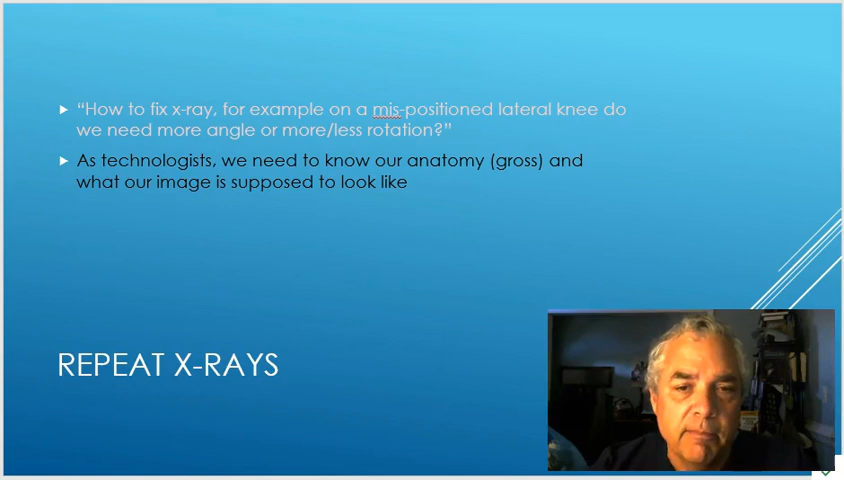 “How to fix x-ray, for example on a mis-positioned lateral knee do
we need more angle or more/less rotation?”
As technologists, we need to know our anatomy (gross) and
what our image is supposed to look like
REPEAT X-RAYS